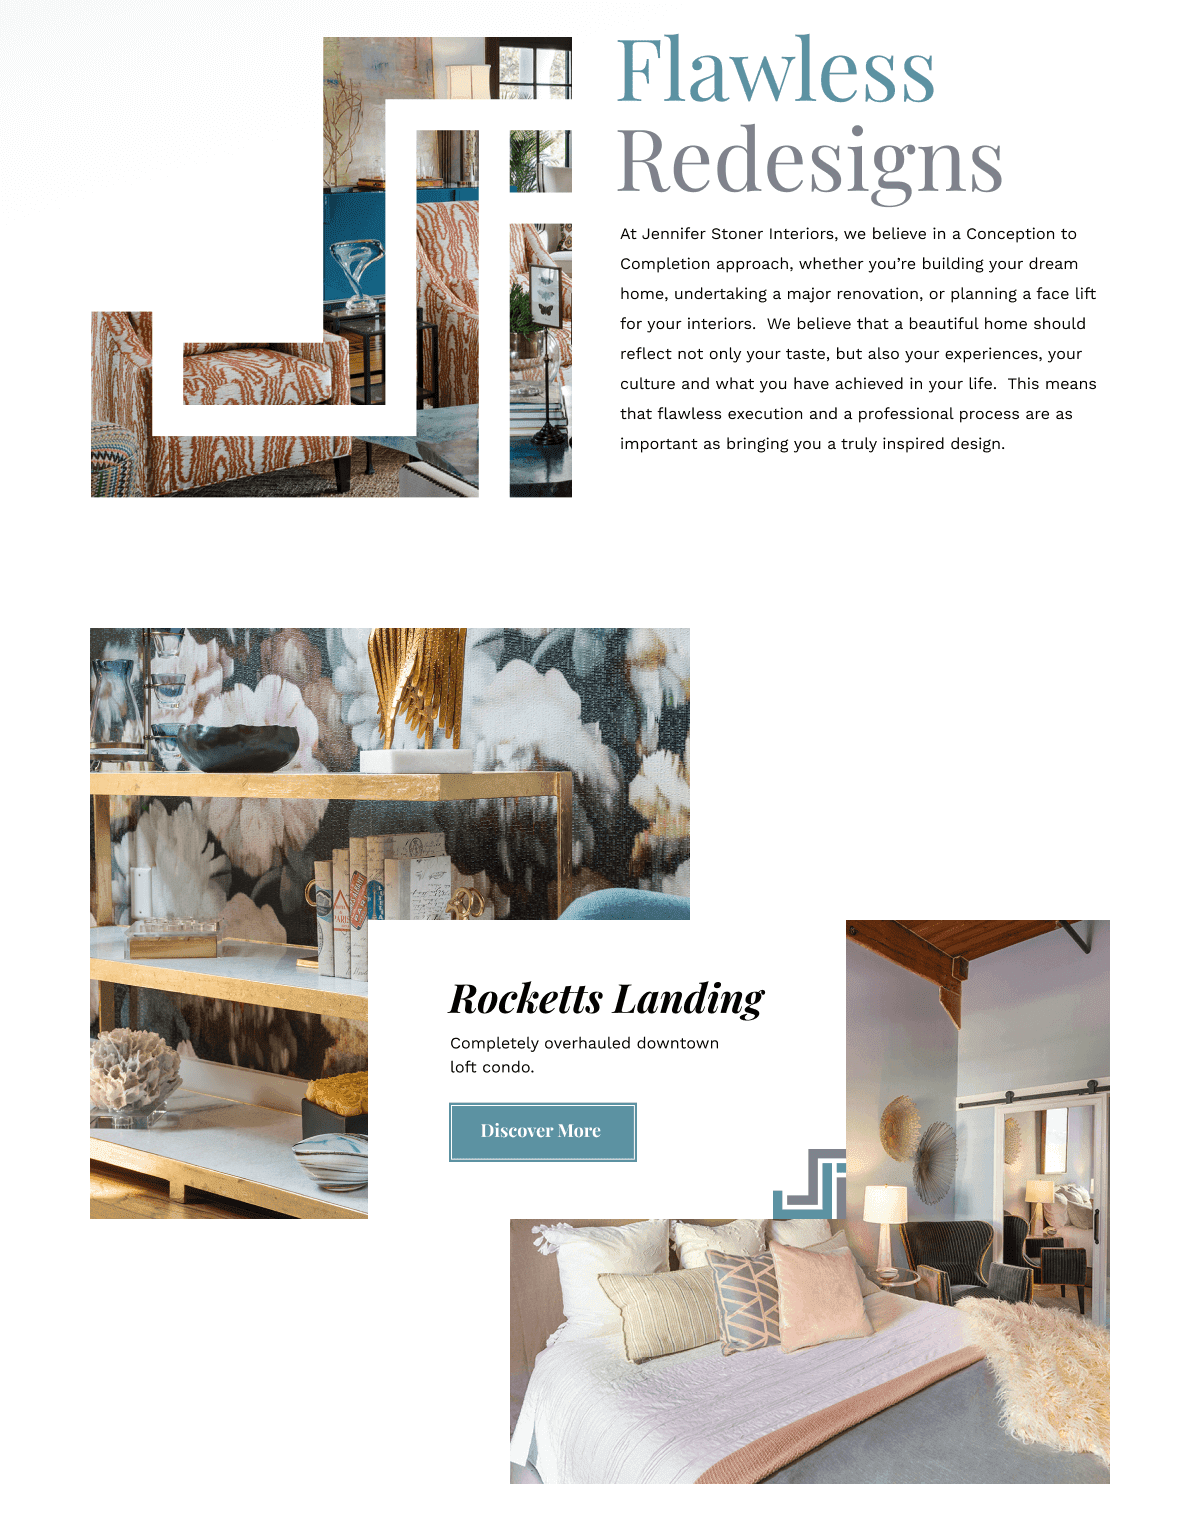 Flawless
Redesigns
At Jennifer Stoner Interiors, we believe in a Conception to
Completion approach, whether you’re building your dream
home, undertaking a major renovation, or planning a face lift
for your interiors.  We believe that a beautiful home should
reflect not only your taste, but also your experiences, your
culture and what you have achieved in your life.  This means
that flawless execution and a professional process are as
important as bringing you a truly inspired design.
PARIS
Rocketts Landing
Completely overhauled downtown
loft condo.
Discover More